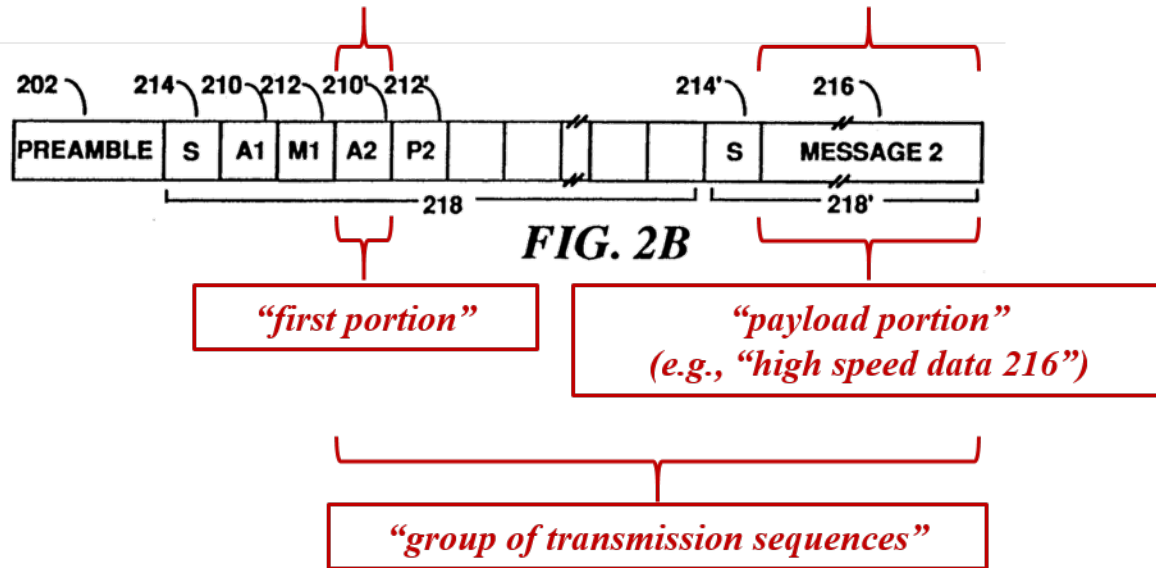 202 214 210 212 210' 212' 214' 216
PREAMBLE S A1 M1 A2 P2 S MESSAGE 2
218 218'
FIG. 2B
“first portion”
“payload portion”
(e.g., “high speed data 216”)
“group of transmission sequences”